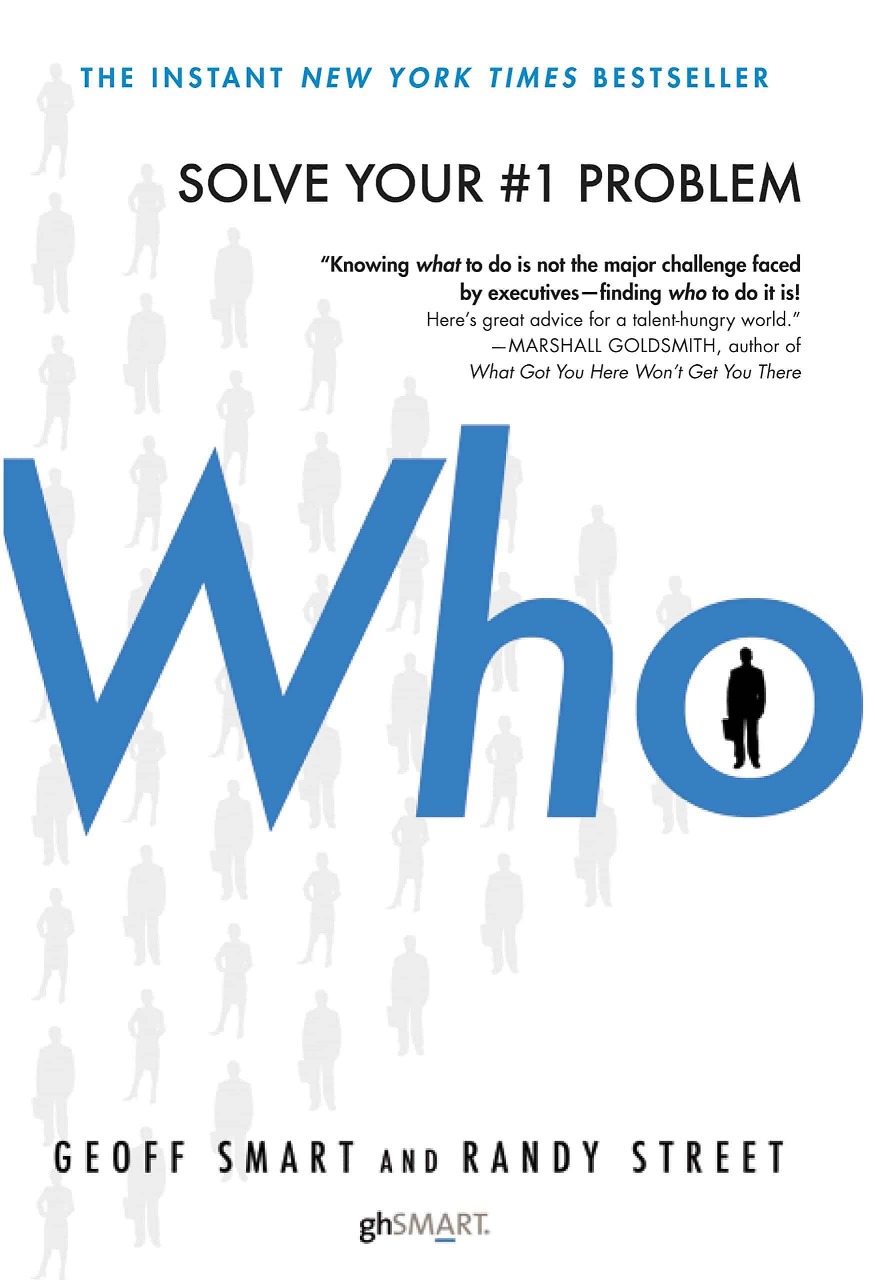 THE INSTANT NEW YORK TIMES BESTSELLER
SOLVE YOUR #1 PROBLEM
“Knowing what to do is not the major challenge faced
by executives—finding who to do it is!
Here’s great advice for a talent-hungry world.”
—MARSHALL GOLDSMITH, author of
What Got You Here Won’t Get You There
Who
GEOFF SMART AND RANDY STREET
ghSMART.